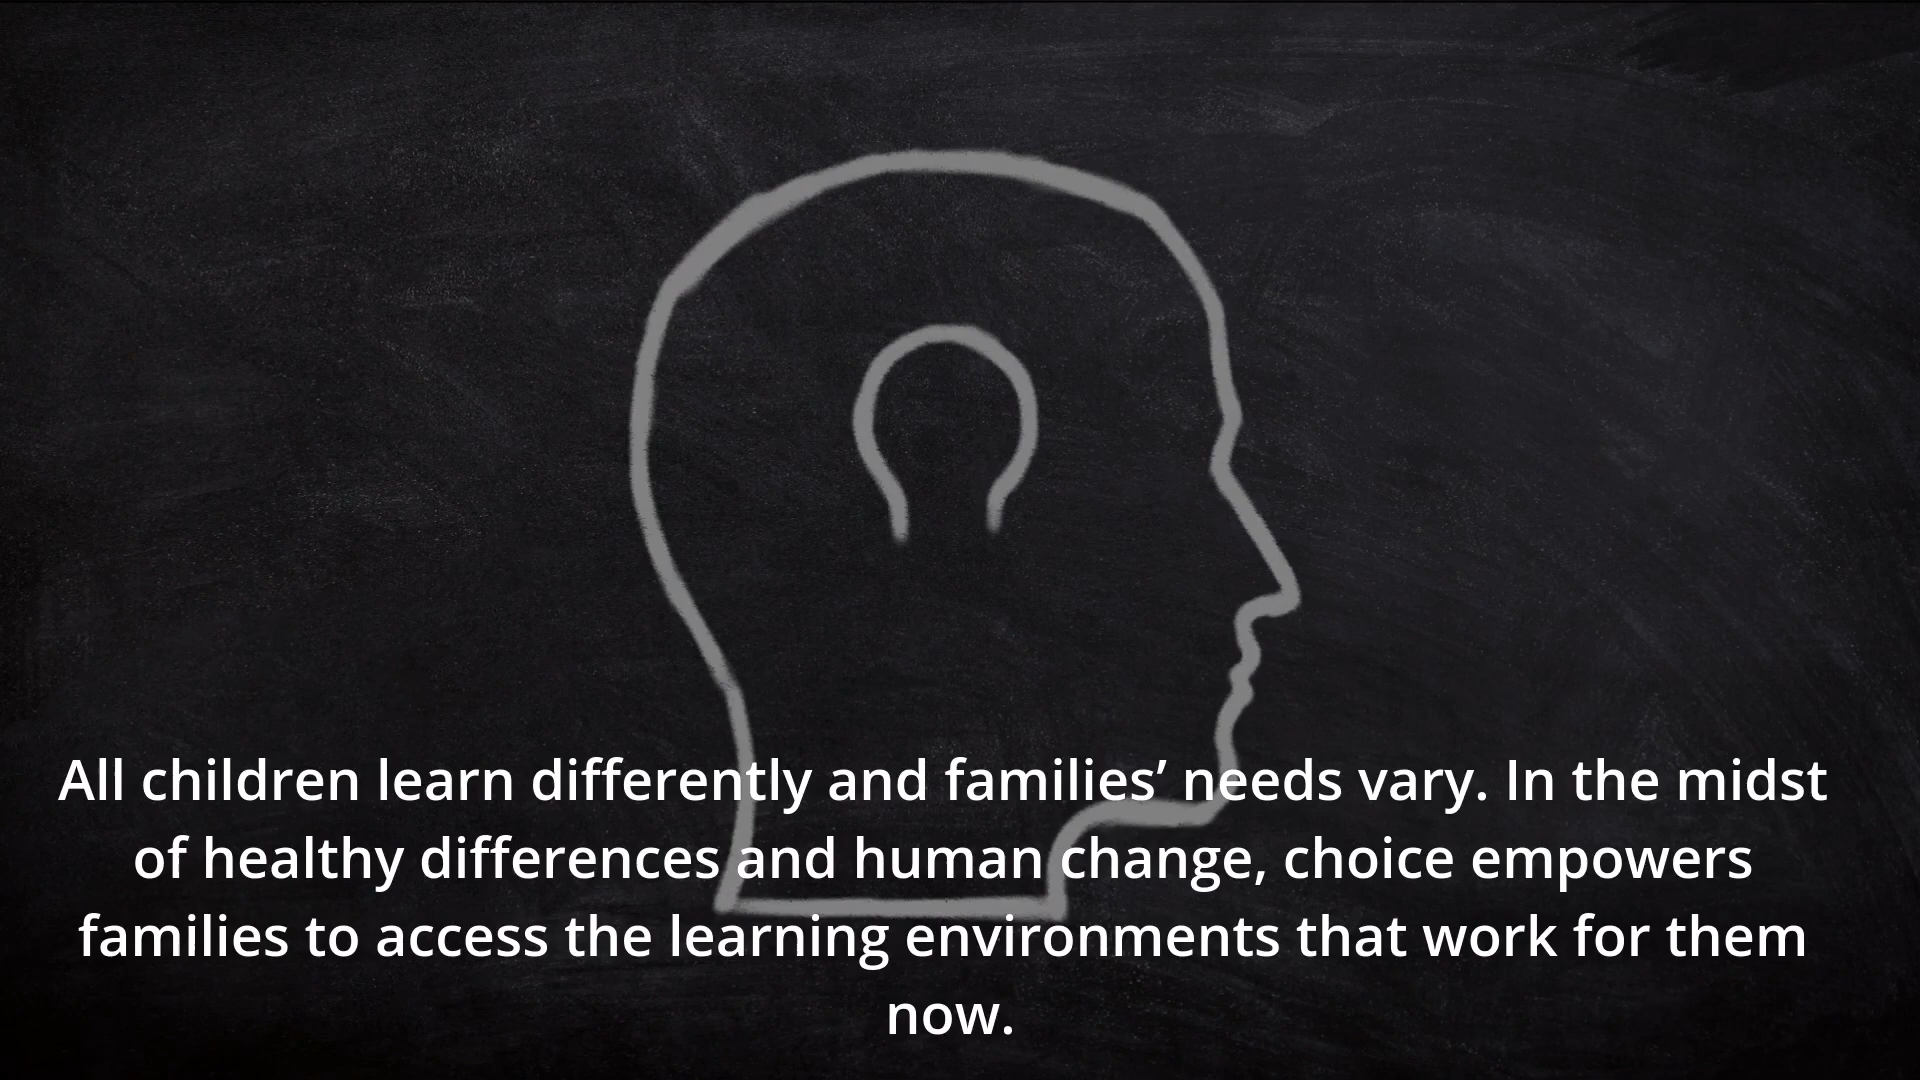 All children learn differently and families’ needs vary. In the midst
of healthy differences and human change, choice empowers
families to access the learning environments that work for them
now.